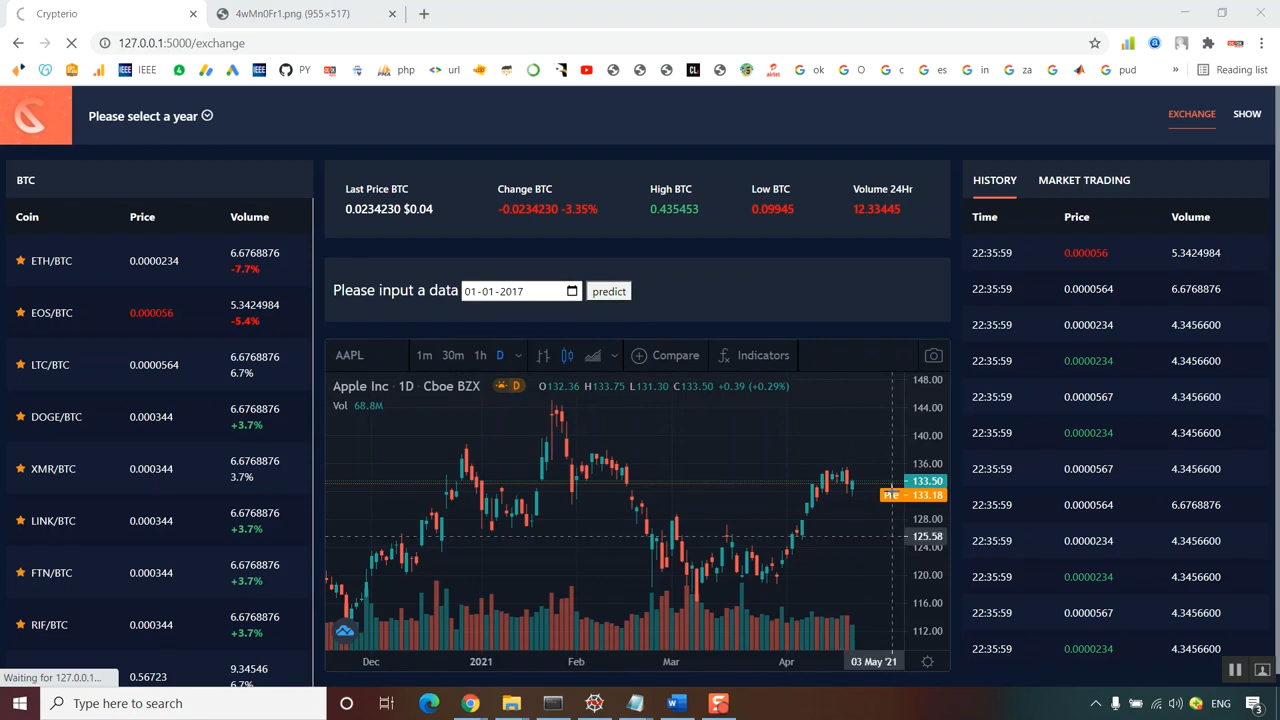 Crypterio
4wMn0Fr1.png (955×517)
127.0.0.1:5000/exchange
IEEE
PY
php
url
ok
O
c
es
in
za
pud
»
Reading list
Please select a year
EXCHANGE
SHOW
BTC
Coin Price Volume
ETH/BTC 0.0000234 6.6768876
-7.7%
EOS/BTC 0.000056 5.3424984
-5.4%
LTC/BTC 0.0000564 6.6768876
6.7%
DOGE/BTC 0.000344 6.6768876
+3.7%
XMR/BTC 0.000344 6.6768876
3.7%
LINK/BTC 0.000344 6.6768876
+3.7%
FTN/BTC 0.000344 6.6768876
+3.7%
RIF/BTC 0.000344 6.6768876
+3.7%
0.56723 9.34546
6.7%
Waiting for 127.0.0.1...
Last Price BTC Change BTC High BTC Low BTC Volume 24Hr
0.0234230 $0.04 -0.0234230 -3.35% 0.435453 0.09945 12.33445
Please input a data 01-01-2017 predict
AAPL 1m 30m 1h D Compare Indicators
Apple Inc · 1D · Cboe BZX D O132.36 H133.75 L131.30 C133.50 +0.39 (+0.29%)
Vol 68.8M
148.00
144.00
140.00
136.00
133.50
133.18
128.00
125.58
124.00
120.00
116.00
112.00
Dec 2021 Feb Mar Apr 03 May '21
HISTORY MARKET TRADING
Time Price Volume
22:35:59 0.000056 5.3424984
22:35:59 0.0000564 6.6768876
22:35:59 0.0000234 4.3456600
22:35:59 0.0000234 4.3456600
22:35:59 0.0000567 4.3456600
22:35:59 0.0000234 4.3456600
22:35:59 0.0000567 4.3456600
22:35:59 0.0000564 6.6768876
22:35:59 0.0000234 4.3456600
22:35:59 0.0000234 4.3456600
22:35:59 0.0000567 4.3456600
22:35:59 0.0000234 4.3456600
Type here to search
ENG
3